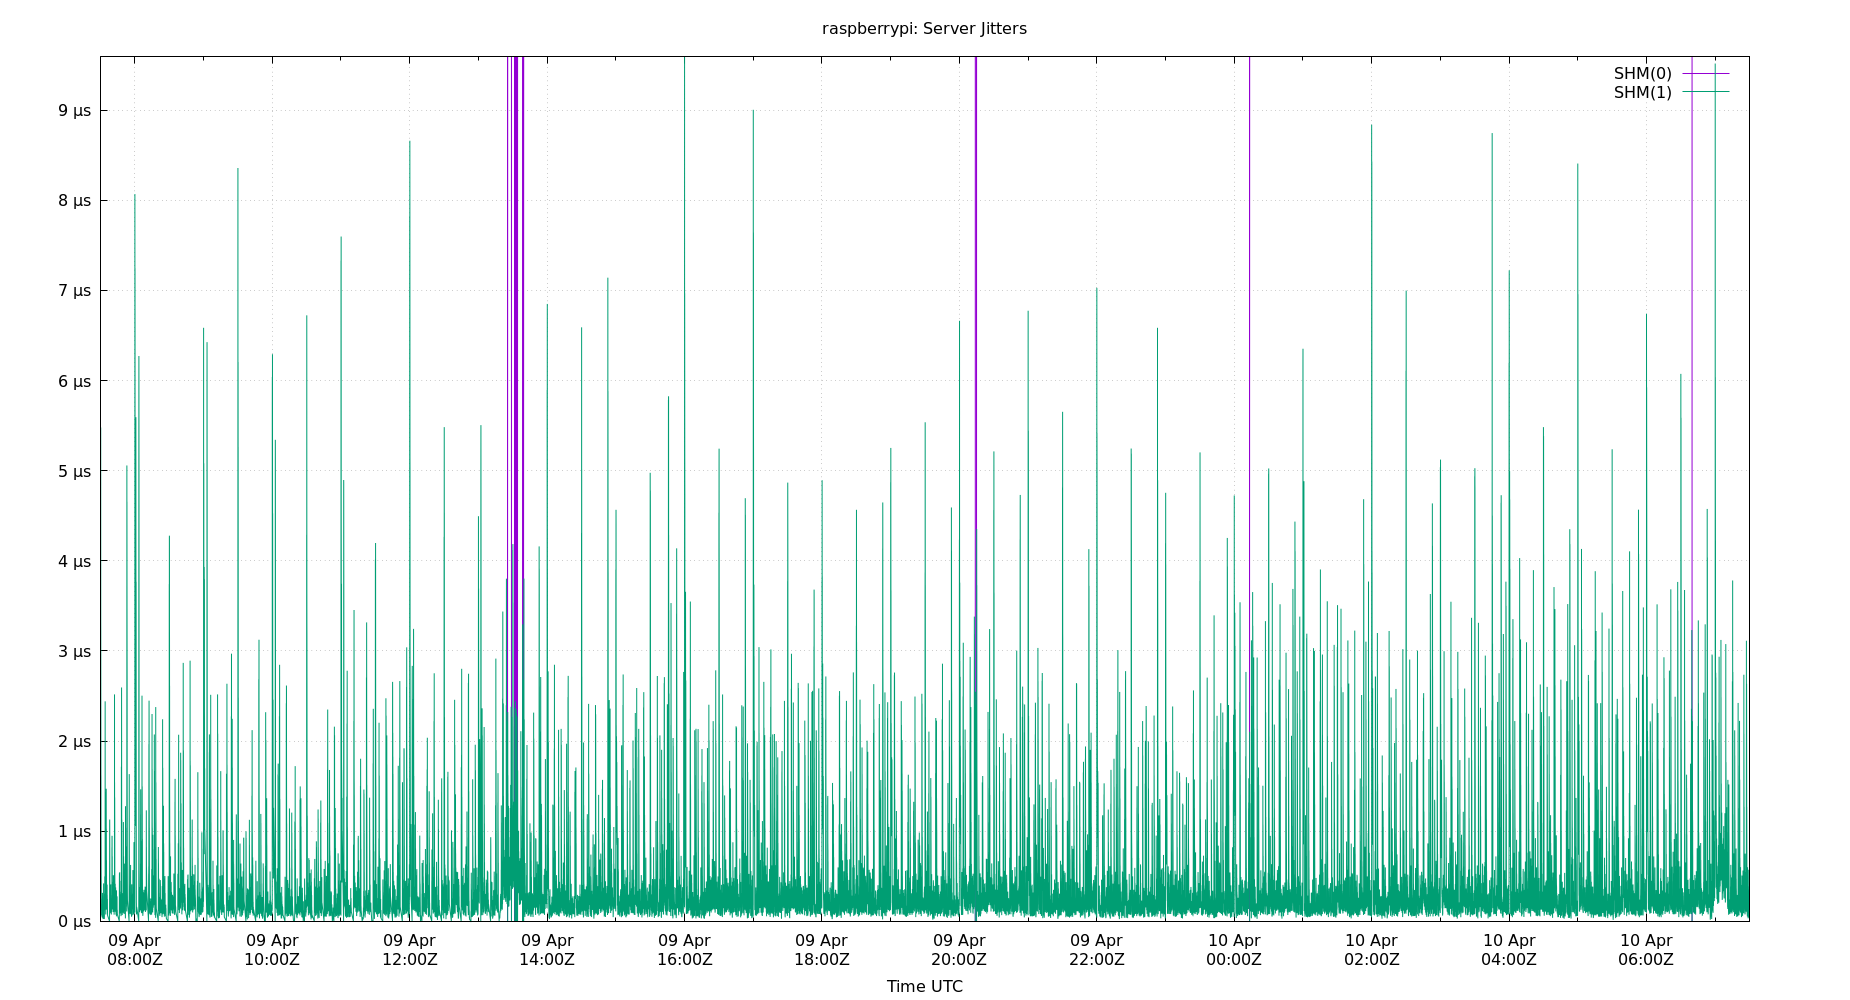 raspberrypi: Server Jitters
SHM(0)
SHM(1)
9 µs
8 µs
7 µs
6 µs
5 µs
4 µs
3 µs
2 µs
1 µs
0 µs
09 Apr 09 Apr 09 Apr 09 Apr 09 Apr 09 Apr 09 Apr 09 Apr 10 Apr 10 Apr 10 Apr 10 Apr
08:00Z 10:00Z 12:00Z 14:00Z 16:00Z 18:00Z 20:00Z 22:00Z 00:00Z 02:00Z 04:00Z 06:00Z
Time UTC